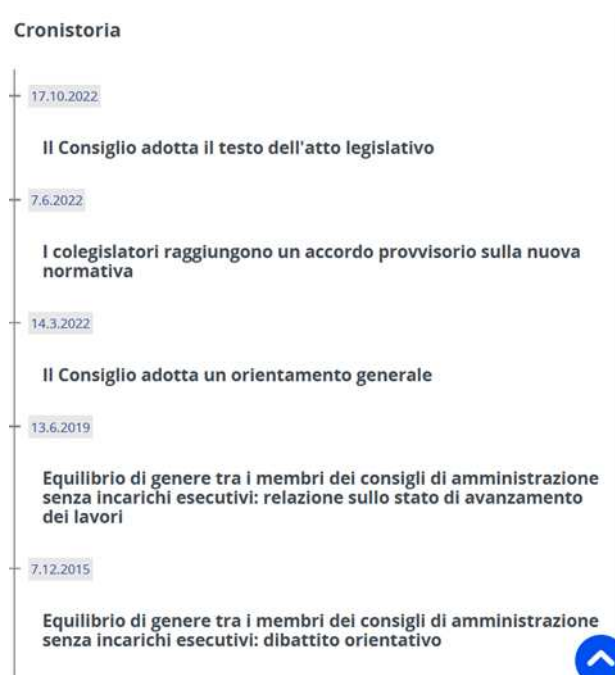 Cronistoria
17.10.2022
Il Consiglio adotta il testo dell'atto legislativo
7.6.2022
I colegislatori raggiungono un accordo provvisorio sulla nuova
normativa
14.3.2022
Il Consiglio adotta un orientamento generale
13.6.2019
Equilibrio di genere tra i membri dei consigli di amministrazione
senza incarichi esecutivi: relazione sullo stato di avanzamento
dei lavori
7.12.2015
Equilibrio di genere tra i membri dei consigli di amministrazione
senza incarichi esecutivi: dibattito orientativo